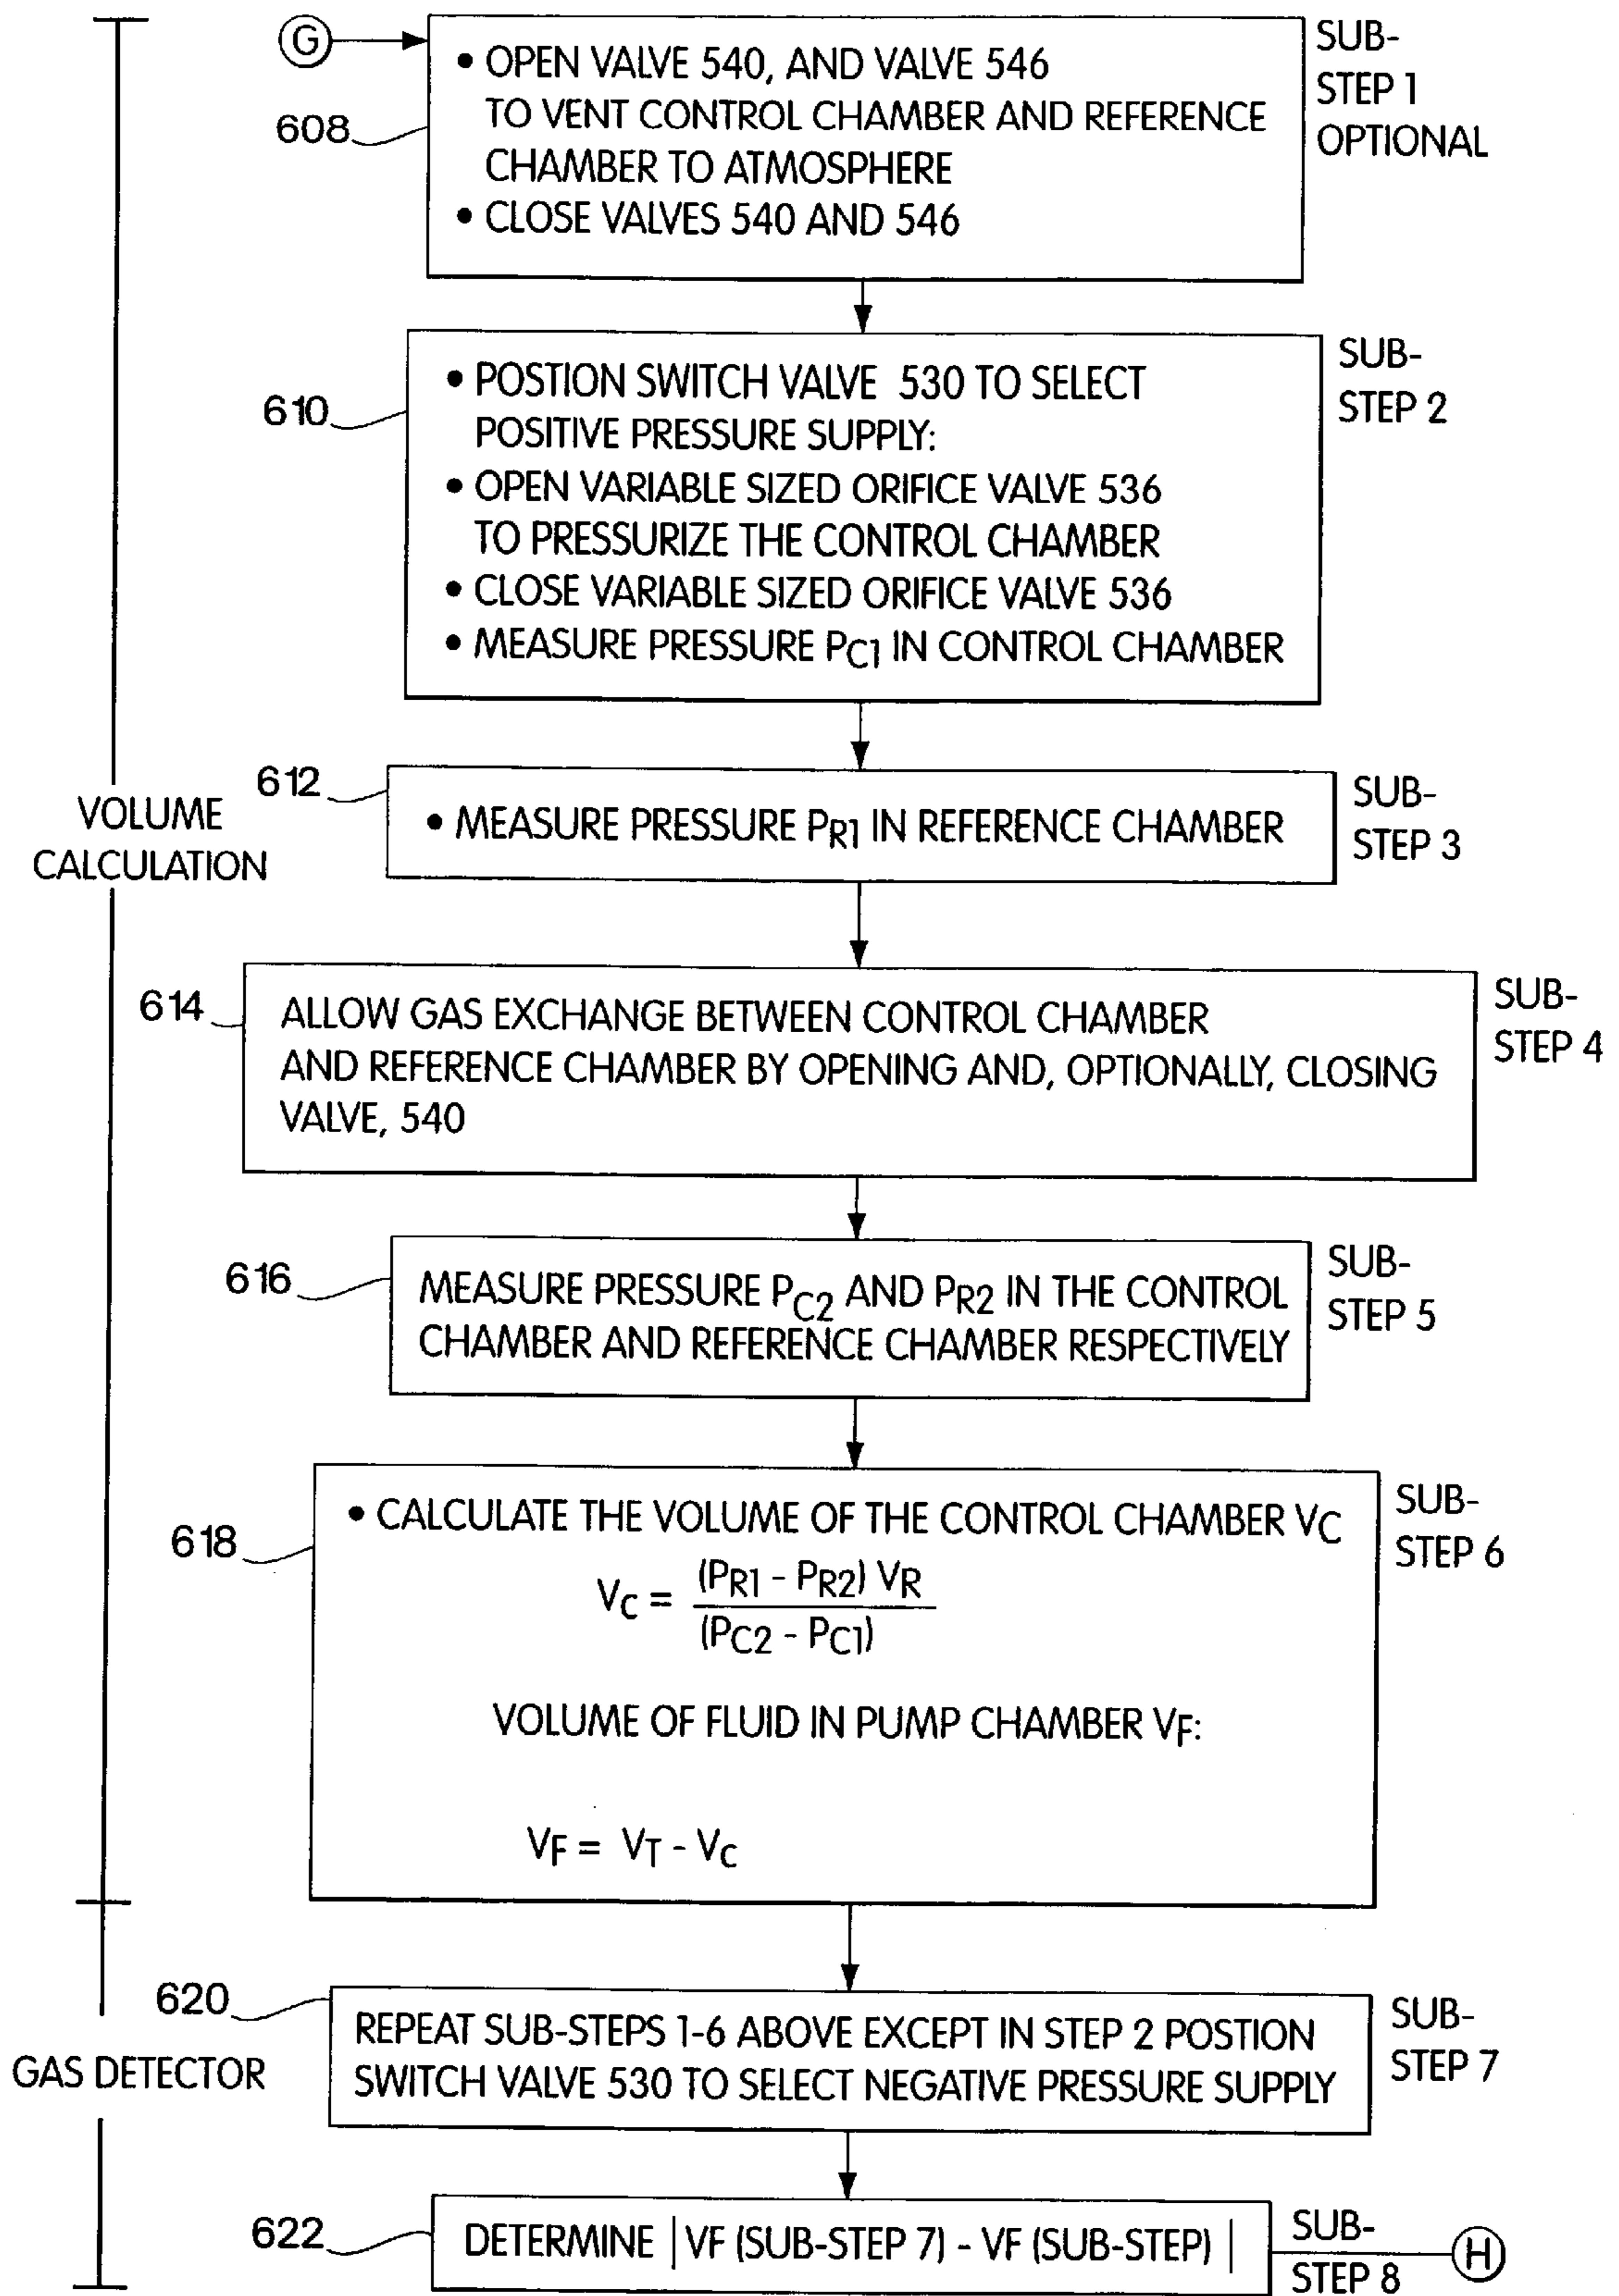 G
• OPEN VALVE 540, AND VALVE 546
TO VENT CONTROL CHAMBER AND REFERENCE
CHAMBER TO ATMOSPHERE
• CLOSE VALVES 540 AND 546
608
SUB-
STEP 1
OPTIONAL
• POSTION SWITCH VALVE 530 TO SELECT
POSITIVE PRESSURE SUPPLY:
• OPEN VARIABLE SIZED ORIFICE VALVE 536
TO PRESSURIZE THE CONTROL CHAMBER
• CLOSE VARIABLE SIZED ORIFICE VALVE 536
• MEASURE PRESSURE PC1 IN CONTROL CHAMBER
610
SUB-
STEP 2
612
• MEASURE PRESSURE PR1 IN REFERENCE CHAMBER
SUB-
STEP 3
VOLUME
CALCULATION
614
ALLOW GAS EXCHANGE BETWEEN CONTROL CHAMBER
AND REFERENCE CHAMBER BY OPENING AND, OPTIONALLY, CLOSING
VALVE, 540
SUB-
STEP 4
616
MEASURE PRESSURE PC2 AND PR2 IN THE CONTROL
CHAMBER AND REFERENCE CHAMBER RESPECTIVELY
SUB-
STEP 5
618
• CALCULATE THE VOLUME OF THE CONTROL CHAMBER VC
VC = (PR1 - PR2) VR
(PC2 - PC1)
VOLUME OF FLUID IN PUMP CHAMBER VF:
VF = VT - VC
SUB-
STEP 6
620
REPEAT SUB-STEPS 1-6 ABOVE EXCEPT IN STEP 2 POSTION
SWITCH VALVE 530 TO SELECT NEGATIVE PRESSURE SUPPLY
SUB-
STEP 7
GAS DETECTOR
622
DETERMINE | VF (SUB-STEP 7) - VF (SUB-STEP) |
SUB-
STEP 8
H